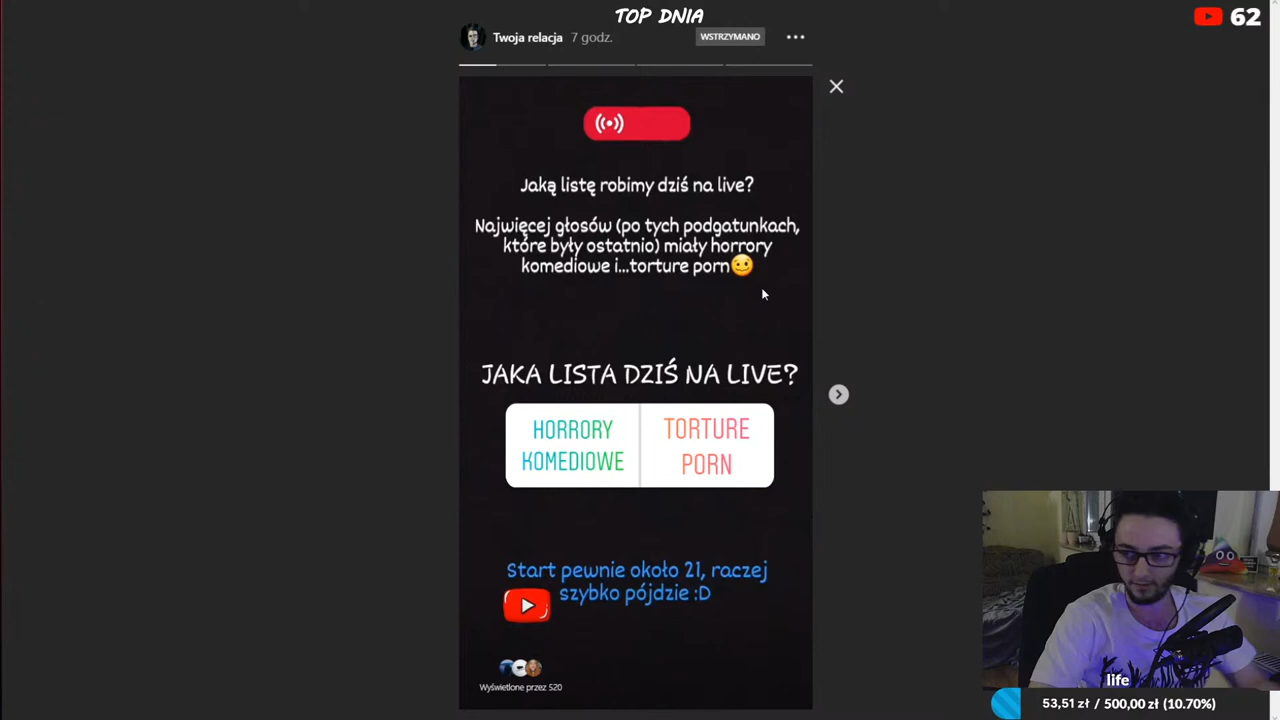 TOP DNIA
62
Twoja relacja 7 godz.
WSTRZYMANO
Jaką listę robimy dziś na live?
Najwięcej głosów (po tych podgatunkach,
które były ostatnio) miały horrory
komediowe i...torture porn🥴
JAKA LISTA DZIŚ NA LIVE?
HORRORY
KOMEDIOWE
TORTURE
PORN
Start pewnie około 21, raczej
szybko pójdzie :D
Wyświetlone przez 520
life
53,51 zł / 500,00 zł (10.70%)